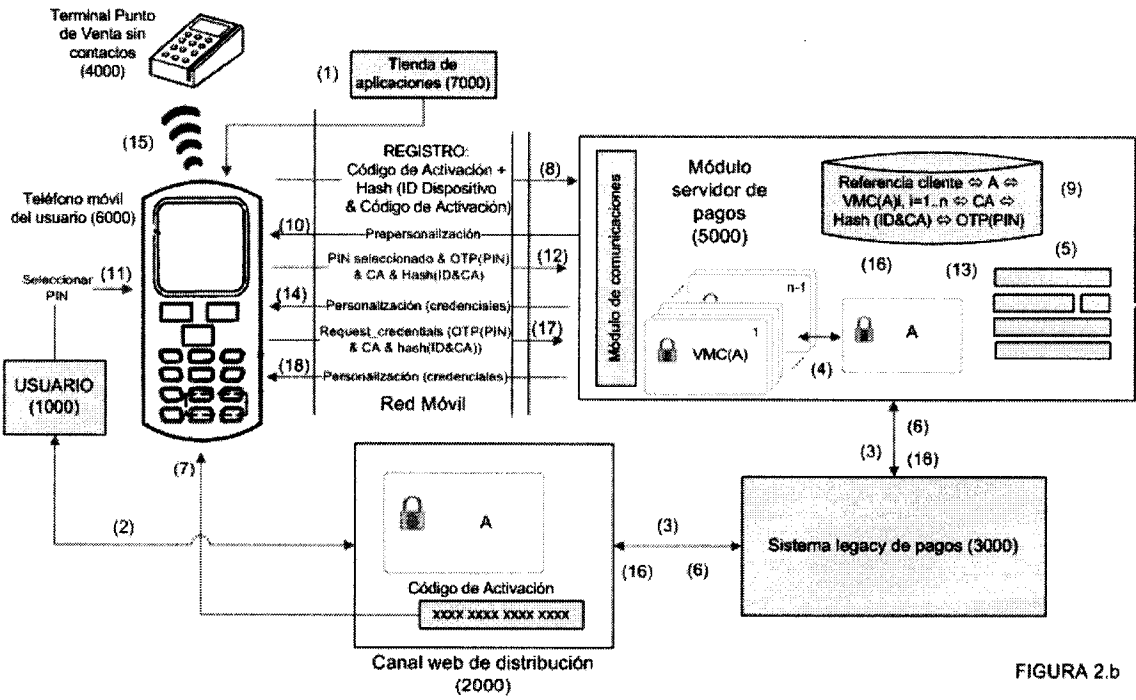 Terminal Punto
de Venta sin
contactos
(4000)
(1)
Tienda de
aplicaciones (7000)
(15)
REGISTRO:
Código de Activación +
Hash (ID Dispositivo
& Código de Activación)
(8)
Teléfono móvil
del usuario (6000)
(10)
Prepersonalización
PIN seleccionado & OTP(PIN)
& CA & Hash(ID&CA)
(12)
Seleccionar
PIN
(11)
(14)
Personalización (credenciales)
Request_credentials (OTP(PIN)
& CA & hash(ID&CA))
(17)
(18)
Personalización (credenciales)
Red Móvil
USUARIO
(1000)
Módulo de comunicaciones
Módulo
servidor de
pagos
(5000)
Referencia cliente ⇔ A ⇔
VMC(A)i, i=1..n ⇔ CA ⇔
Hash (ID&CA) ⇔ OTP(PIN)
(9)
(16)
(13)
(5)
n-1
1
VMC(A)
(4)
A
(6)
(3)
(18)
(7)
(2)
A
Código de Activación
xxxx xxxx xxxx xxxx
Canal web de distribución
(2000)
(3)
(16)
(6)
Sistema legacy de pagos (3000)
FIGURA 2.b